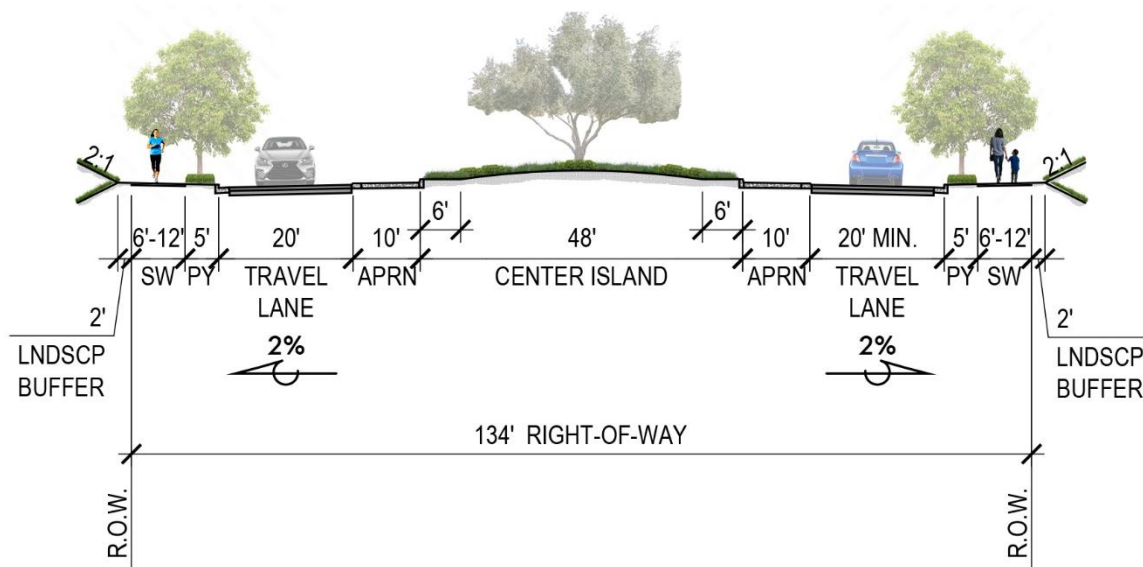 2:1
2:1
6'
6'
6'-12'
5'
20'
10'
48'
10'
20' MIN.
5'
6'-12'
SW
PY
TRAVEL
LANE
APRN
CENTER ISLAND
APRN
TRAVEL
LANE
PY
SW
2'
LNDSCP
BUFFER
2%
2%
2'
LNDSCP
BUFFER
134' RIGHT-OF-WAY
R.O.W.
R.O.W.